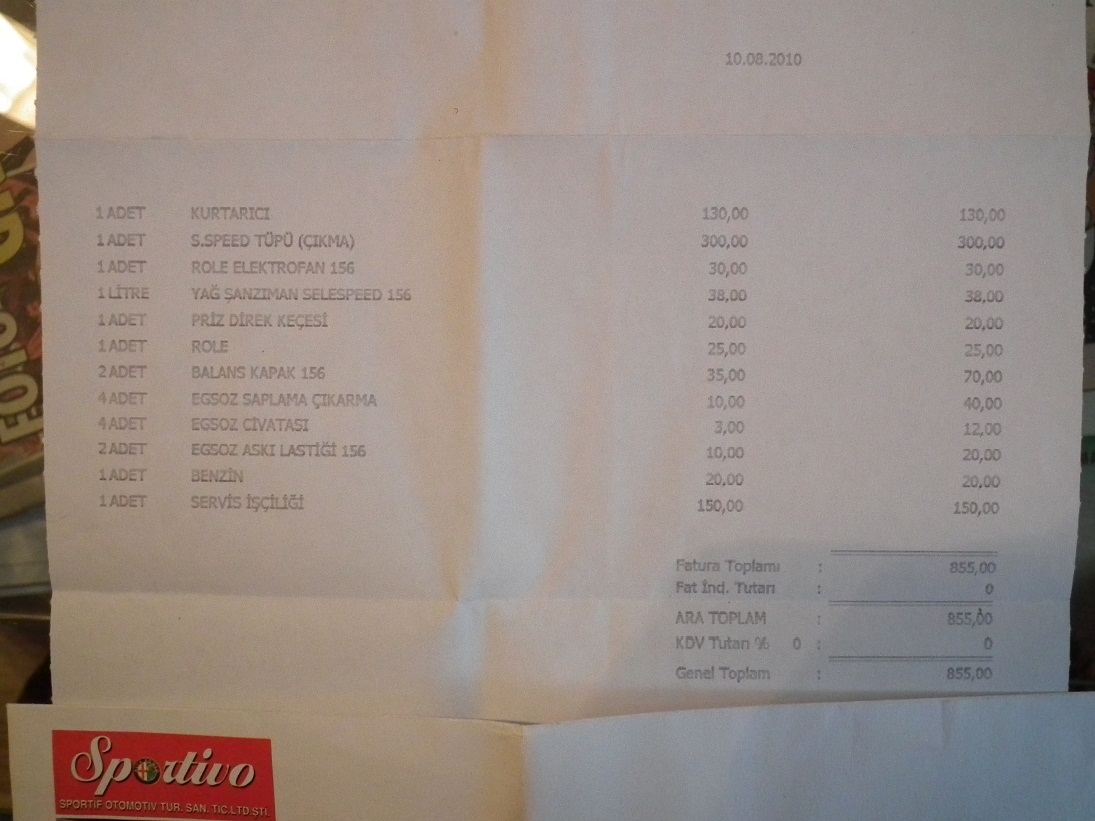 10.08.2010
1 ADET KURTARICI 130,00 130,00
1 ADET S.SPEED TÜPÜ (ÇIKMA) 300,00 300,00
1 ADET ROLE ELEKTROFAN 156 30,00 30,00
1 LİTRE YAĞ ŞANZIMAN SELESPEED 156 38,00 38,00
1 ADET PRİZ DİREK KEÇESİ 20,00 20,00
1 ADET ROLE 25,00 25,00
2 ADET BALANS KAPAK 156 35,00 70,00
4 ADET EGSOZ SAPLAMA ÇIKARMA 10,00 40,00
4 ADET EGSOZ CİVATASI 3,00 12,00
2 ADET EGSOZ ASKI LASTİĞİ 156 10,00 20,00
1 ADET BENZİN 20,00 20,00
1 ADET SERVİS İŞÇİLİĞİ 150,00 150,00
Fatura Toplamı : 855,00
Fat İnd. Tutarı : 0
ARA TOPLAM : 855,00
KDV Tutarı % 0 : 0
Genel Toplam : 855,00
Sportivo
SPORTİF OTOMOTİV TUR. SAN. TİC.LTD.ŞTİ.